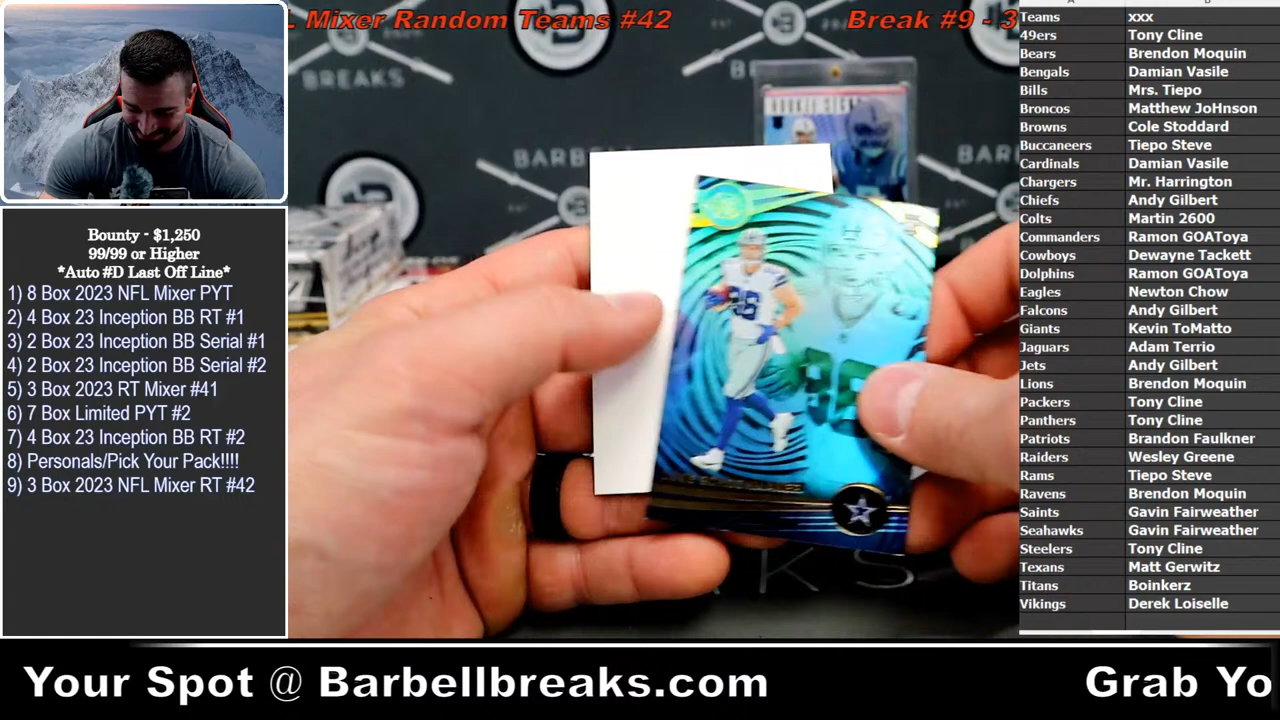 L Mixer Random Teams #42
Break #9 - 3
BREAKS
BARBELL
ROOKIE SIGN
Bounty - $1,250
99/99 or Higher
*Auto #D Last Off Line*
1) 8 Box 2023 NFL Mixer PYT
2) 4 Box 23 Inception BB RT #1
3) 2 Box 23 Inception BB Serial #1
4) 2 Box 23 Inception BB Serial #2
5) 3 Box 2023 RT Mixer #41
6) 7 Box Limited PYT #2
7) 4 Box 23 Inception BB RT #2
8) Personals/Pick Your Pack!!!!
9) 3 Box 2023 NFL Mixer RT #42
Teams xxx
49ers Tony Cline
Bears Brendon Moquin
Bengals Damian Vasile
Bills Mrs. Tiepo
Broncos Matthew JoHnson
Browns Cole Stoddard
Buccaneers Tiepo Steve
Cardinals Damian Vasile
Chargers Mr. Harrington
Chiefs Andy Gilbert
Colts Martin 2600
Commanders Ramon GOAToya
Cowboys Dewayne Tackett
Dolphins Ramon GOAToya
Eagles Newton Chow
Falcons Andy Gilbert
Giants Kevin ToMatto
Jaguars Adam Terrio
Jets Andy Gilbert
Lions Brendon Moquin
Packers Tony Cline
Panthers Tony Cline
Patriots Brandon Faulkner
Raiders Wesley Greene
Rams Tiepo Steve
Ravens Brendon Moquin
Saints Gavin Fairweather
Seahawks Gavin Fairweather
Steelers Tony Cline
Texans Matt Gerwitz
Titans Boinkerz
Vikings Derek Loiselle
Your Spot @ Barbellbreaks.com
Grab Yo